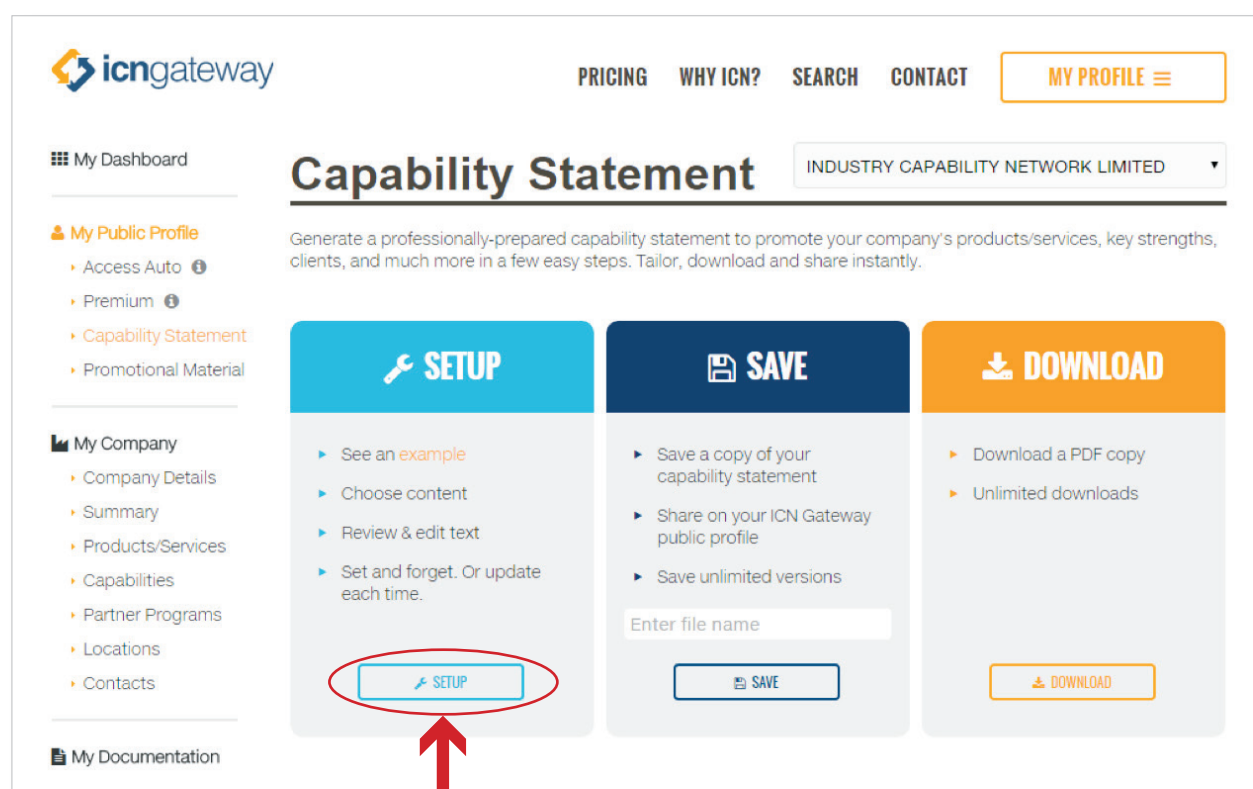 icngateway
PRICING WHY ICN? SEARCH CONTACT MY PROFILE
My Dashboard
My Public Profile
Access Auto
Premium
Capability Statement
Promotional Material
My Company
Company Details
Summary
Products/Services
Capabilities
Partner Programs
Locations
Contacts
My Documentation
Capability Statement
INDUSTRY CAPABILITY NETWORK LIMITED
Generate a professionally-prepared capability statement to promote your company's products/services, key strengths,
clients, and much more in a few easy steps. Tailor, download and share instantly.
SETUP
See an example
Choose content
Review & edit text
Set and forget. Or update
each time.
SETUP
SAVE
Save a copy of your
capability statement
Share on your ICN Gateway
public profile
Save unlimited versions
Enter file name
SAVE
DOWNLOAD
Download a PDF copy
Unlimited downloads
DOWNLOAD